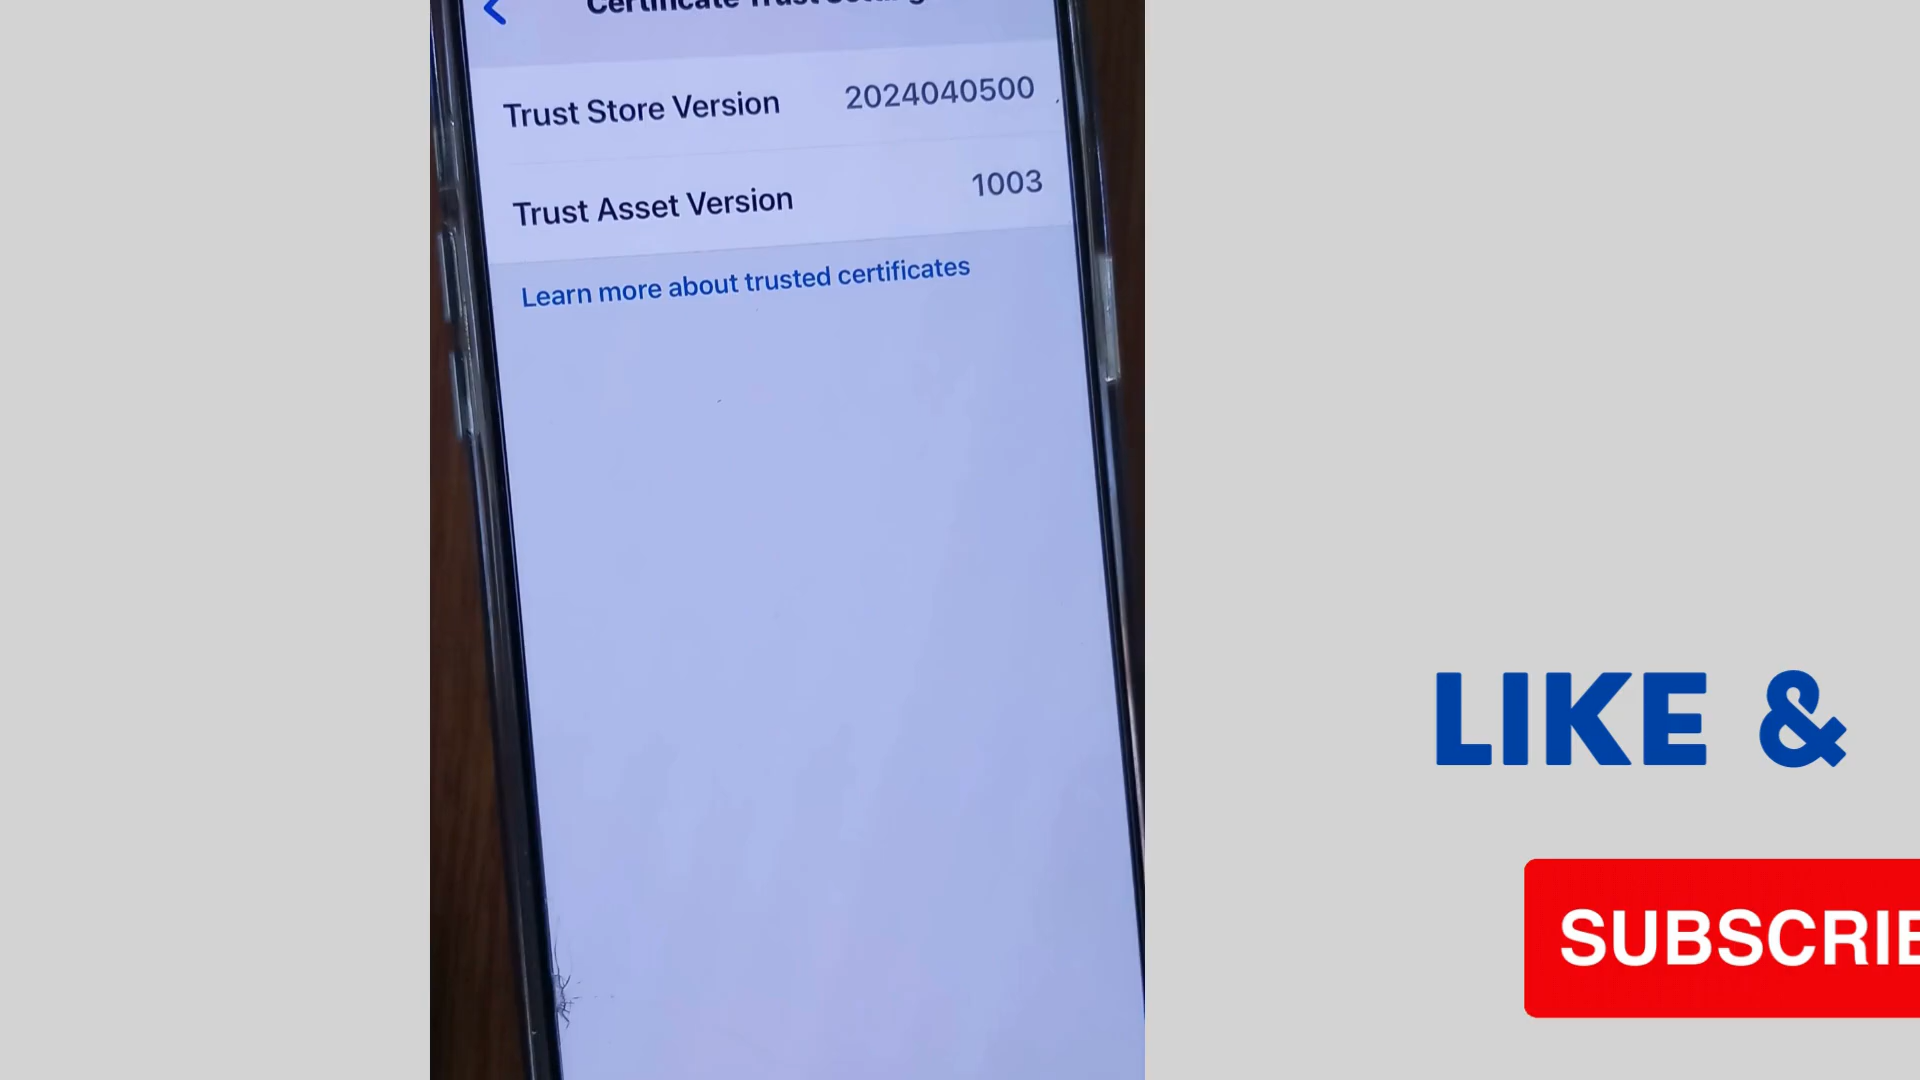 Certificate Trust Settings
Trust Store Version 2024040500
Trust Asset Version 1003
Learn more about trusted certificates
LIKE &
SUBSCRIBE